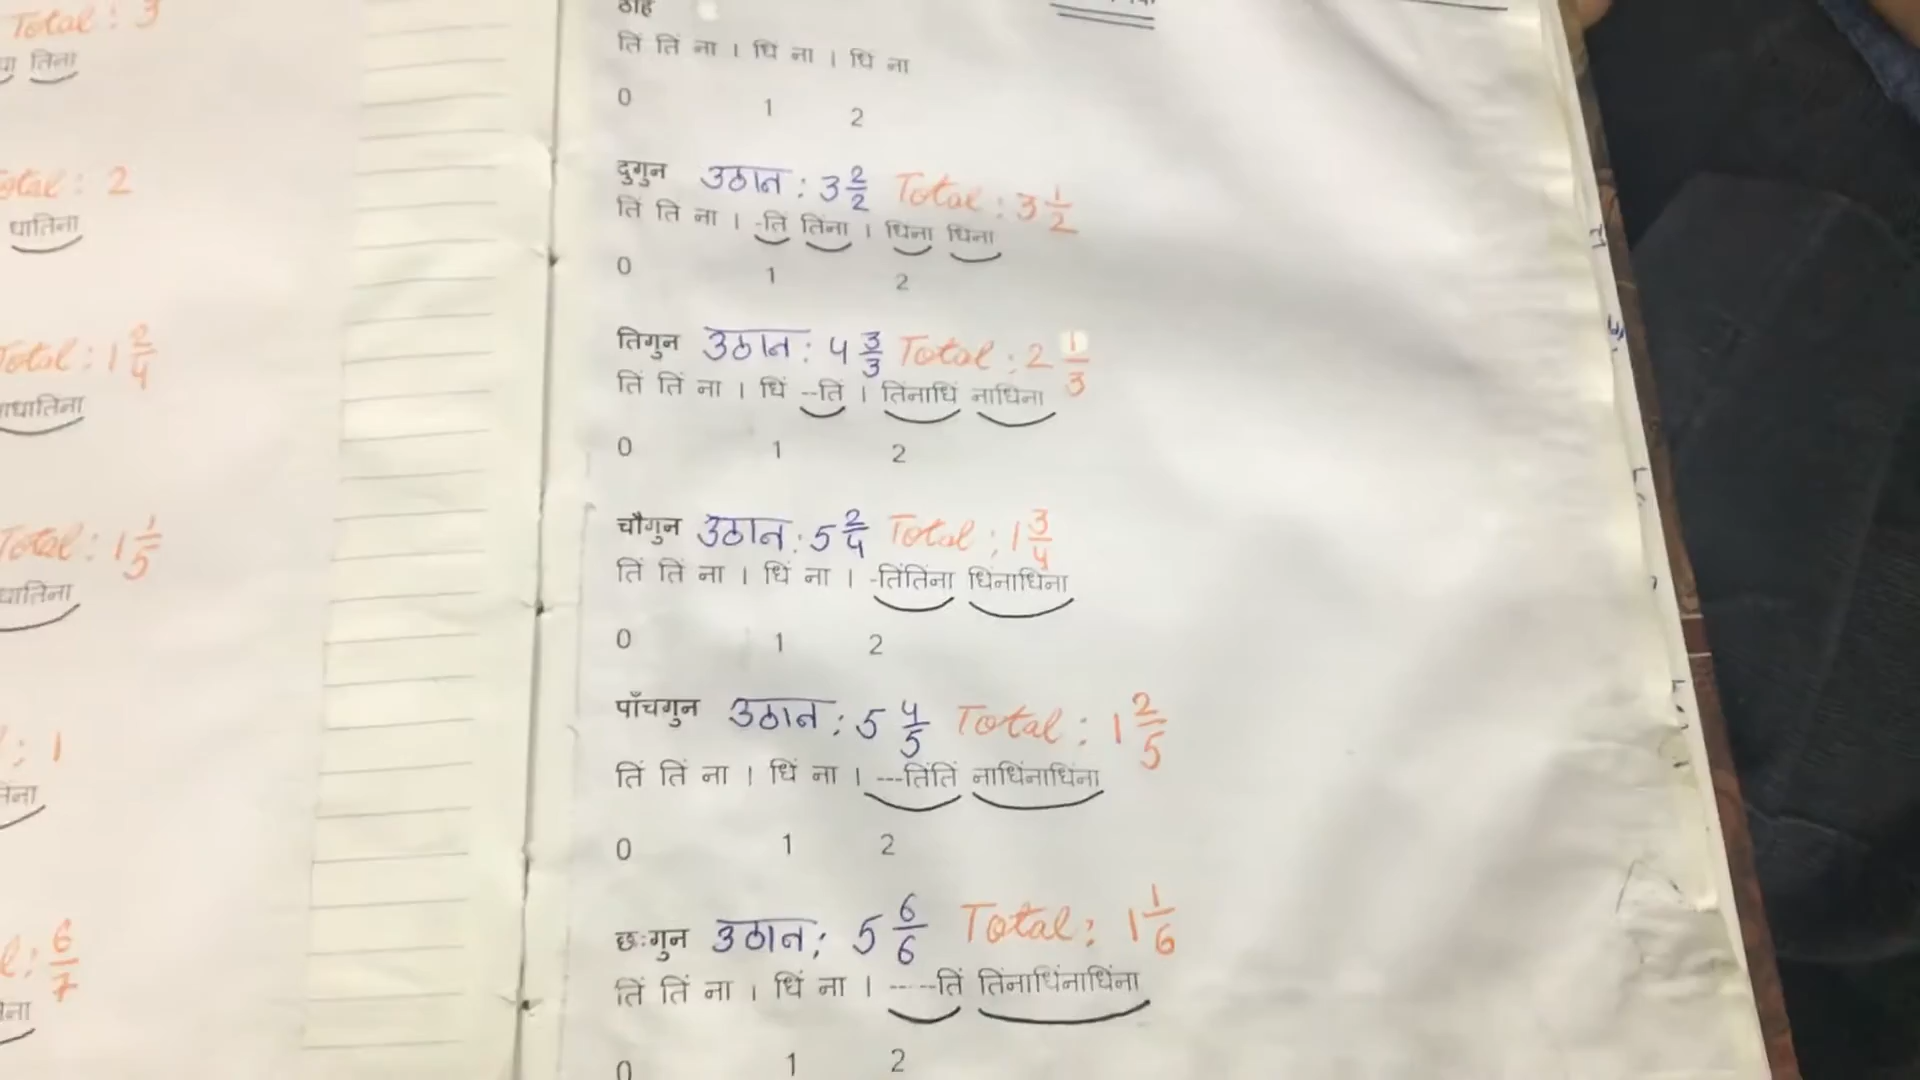 Total : 3
तिना
ठाह
तिं तिं ना । धिं ना । धिं ना
0 1 2
Total : 2
धातिना
दुगुन उठान : 3 2/2 Total : 3 1/2
तिं तिं ना । -तिं तिंना । धिंना धिंना
0 1 2
Total : 1 2/4
तिगुन उठान : 4 3/3 Total : 2 1/3
तिं तिं ना । धिं --तिं । तिंनाधिं नाधिंना
0 1 2
Total : 1 1/5
चौगुन उठान : 5 2/4 Total : 1 3/4
तिं तिं ना । धिं ना । -तिंतिंना धिंनाधिंना
0 1 2
: 1
पाँचगुन उठान : 5 4/5 Total : 1 2/5
तिं तिं ना । धिं ना । ---तिंतिं नाधिंनाधिंना
0 1 2
: 6/7
छःगुन उठान : 5 6/6 Total : 1 1/6
तिं तिं ना । धिं ना । -----तिं तिंनाधिंनाधिंना
0 1 2